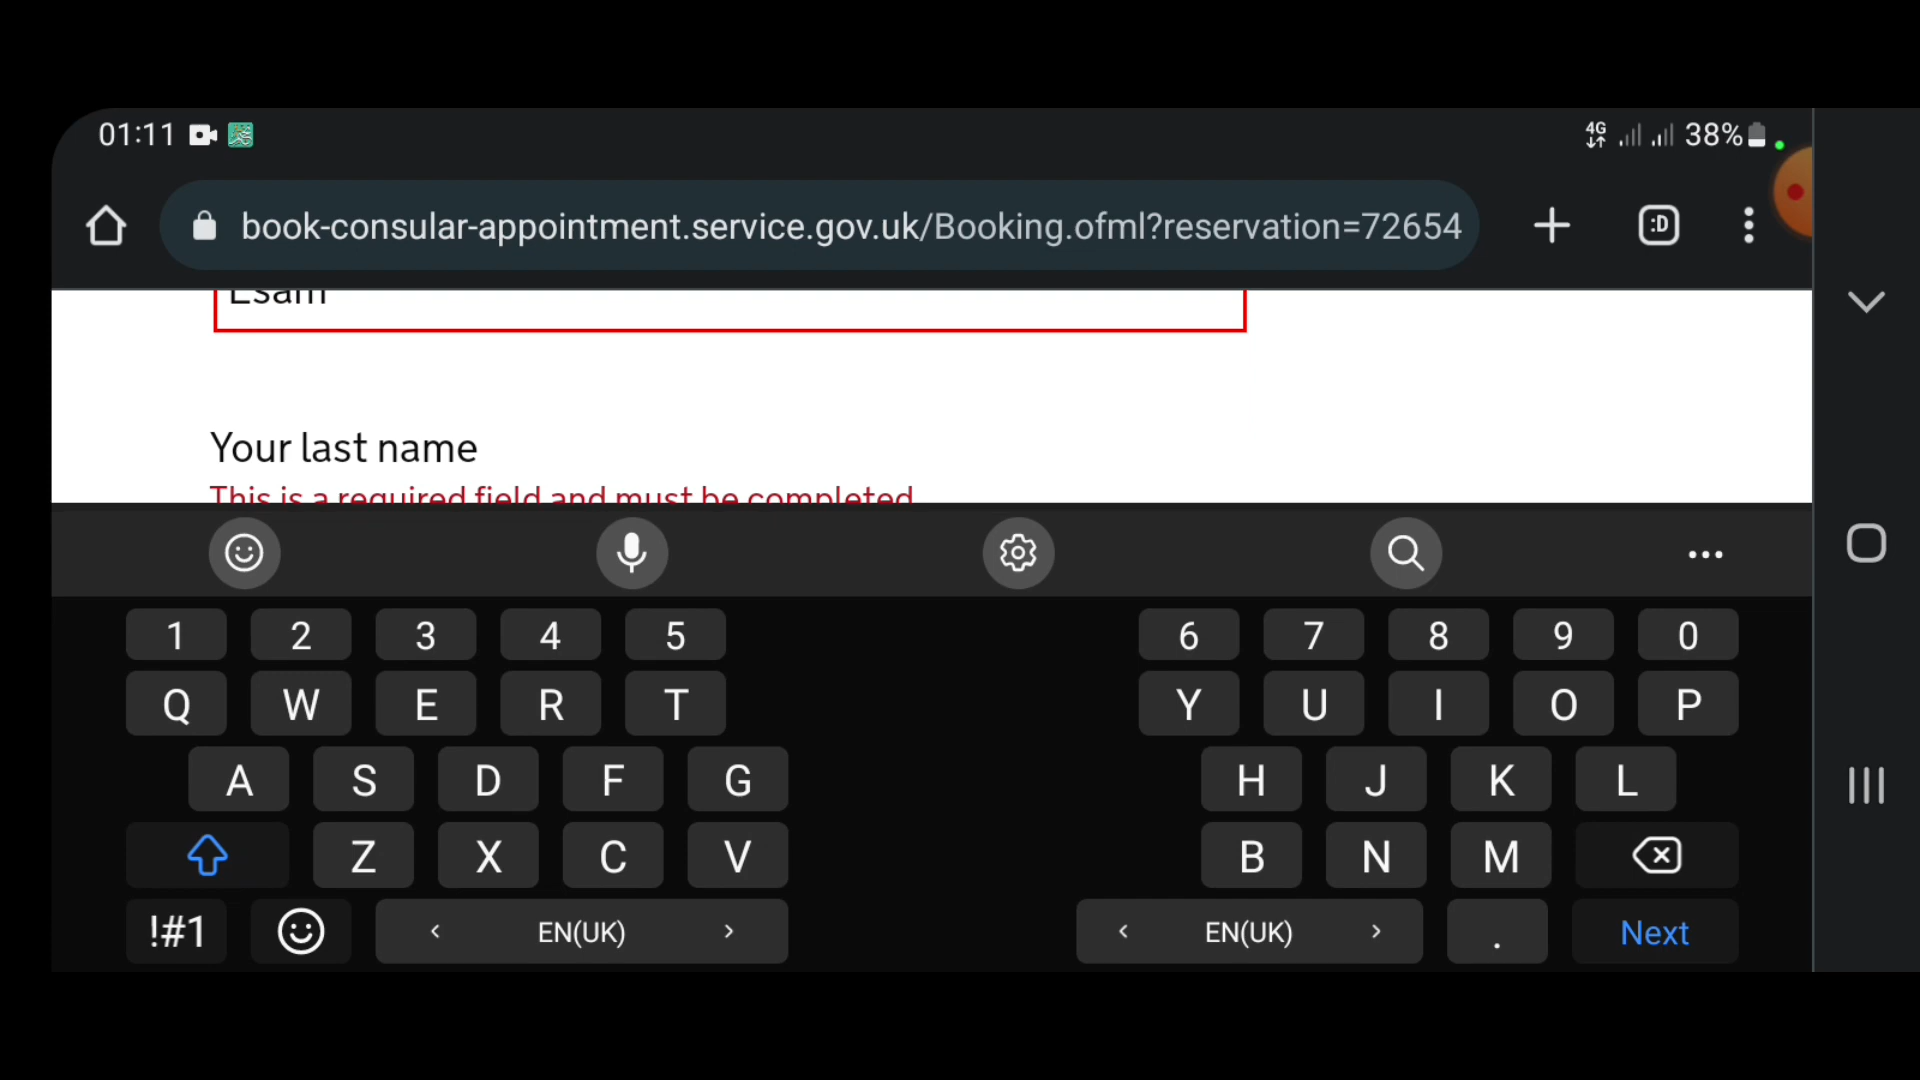 01:11
4G
38%
book-consular-appointment.service.gov.uk/Booking.ofml?reservation=72654
:D
Esam
Your last name
This is a required field and must be completed
1 2 3 4 5 6 7 8 9 0
Q W E R T Y U I O P
A S D F G H J K L
Z X C V B N M
!#1 < EN(UK) > < EN(UK) > . Next